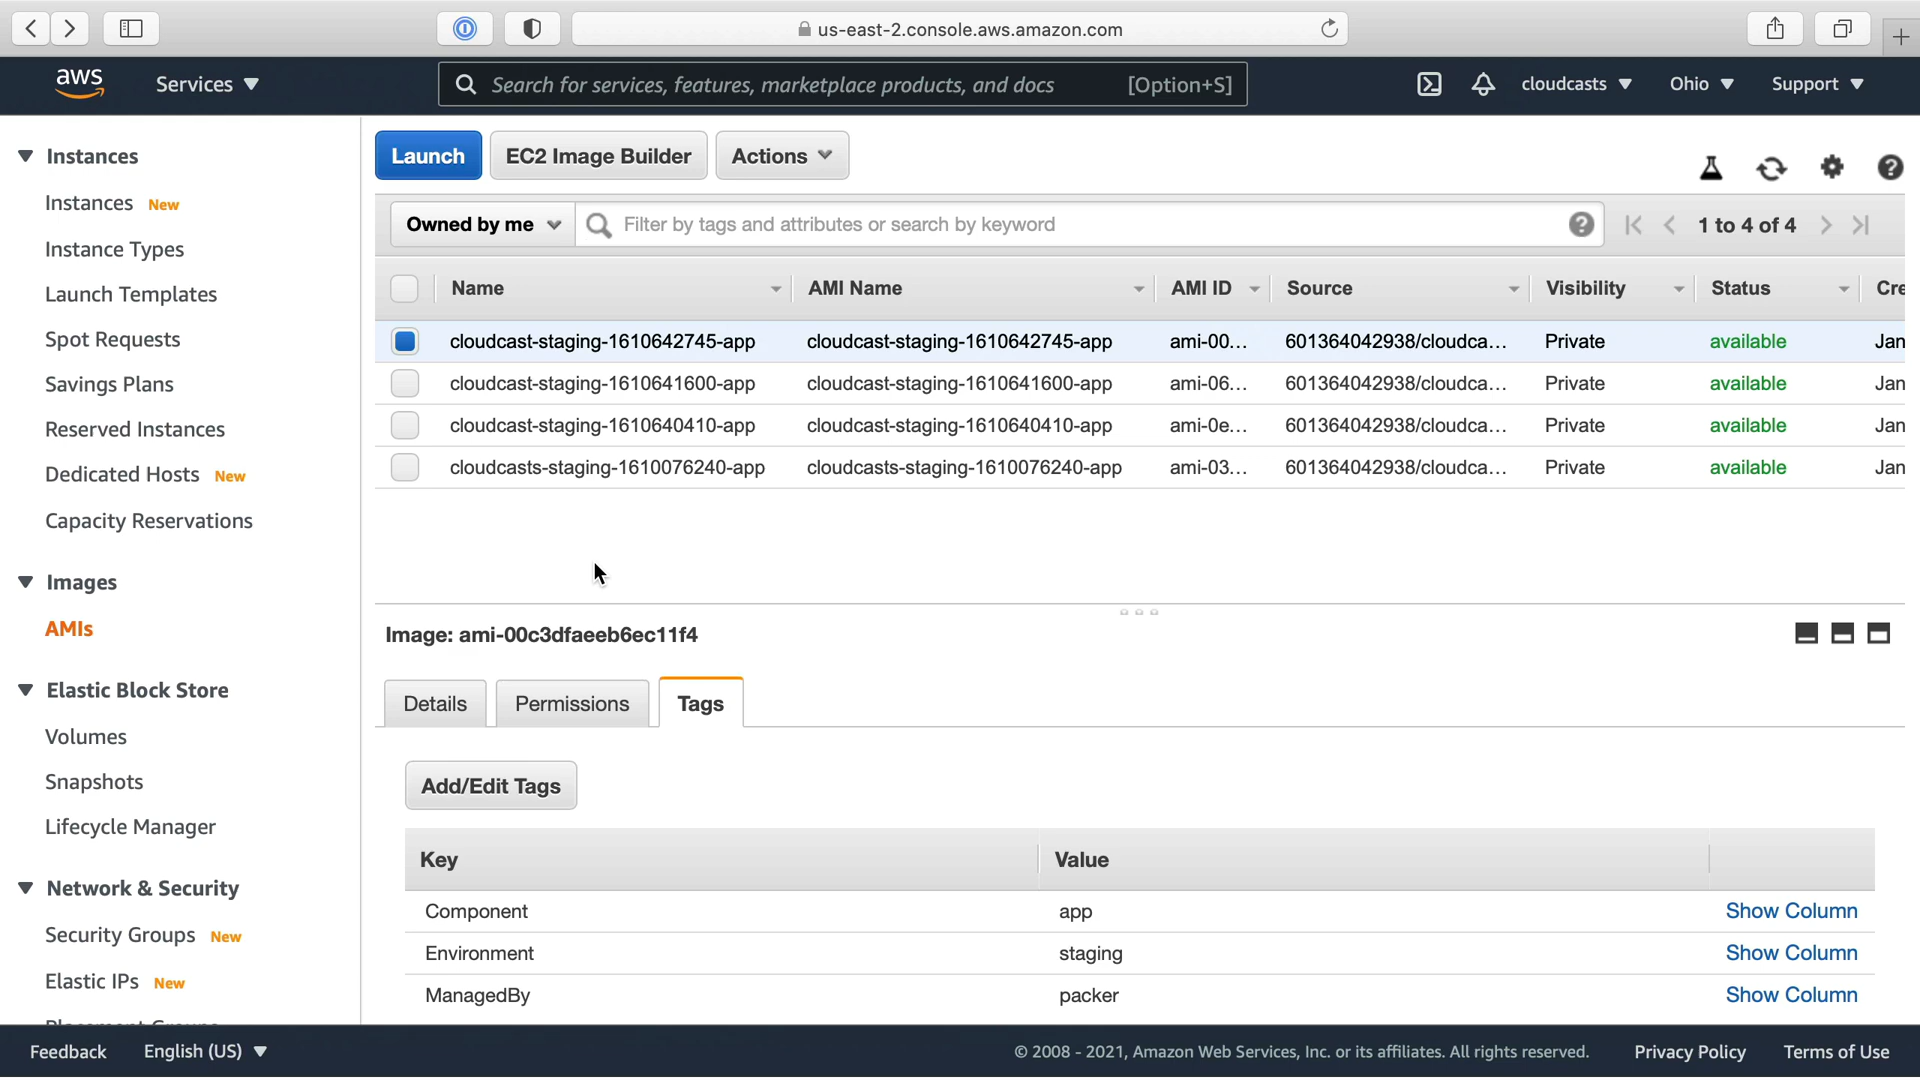 us-east-2.console.aws.amazon.com
aws
Services
Search for services, features, marketplace products, and docs
[Option+S]
cloudcasts
Ohio
Support
Instances
Instances New
Instance Types
Launch Templates
Spot Requests
Savings Plans
Reserved Instances
Dedicated Hosts New
Capacity Reservations
Images
AMIs
Elastic Block Store
Volumes
Snapshots
Lifecycle Manager
Network & Security
Security Groups New
Elastic IPs New
Launch
EC2 Image Builder
Actions
Owned by me
Filter by tags and attributes or search by keyword
1 to 4 of 4
Name AMI Name AMI ID Source Visibility Status Cre
cloudcast-staging-1610642745-app cloudcast-staging-1610642745-app ami-00... 601364042938/cloudca... Private available Jan
cloudcast-staging-1610641600-app cloudcast-staging-1610641600-app ami-06... 601364042938/cloudca... Private available Jan
cloudcast-staging-1610640410-app cloudcast-staging-1610640410-app ami-0e... 601364042938/cloudca... Private available Jan
cloudcasts-staging-1610076240-app cloudcasts-staging-1610076240-app ami-03... 601364042938/cloudca... Private available Jan
Image: ami-00c3dfaeeb6ec11f4
Details
Permissions
Tags
Add/Edit Tags
Key Value
Component app Show Column
Environment staging Show Column
ManagedBy packer Show Column
Feedback
English (US)
© 2008 - 2021, Amazon Web Services, Inc. or its affiliates. All rights reserved.
Privacy Policy
Terms of Use